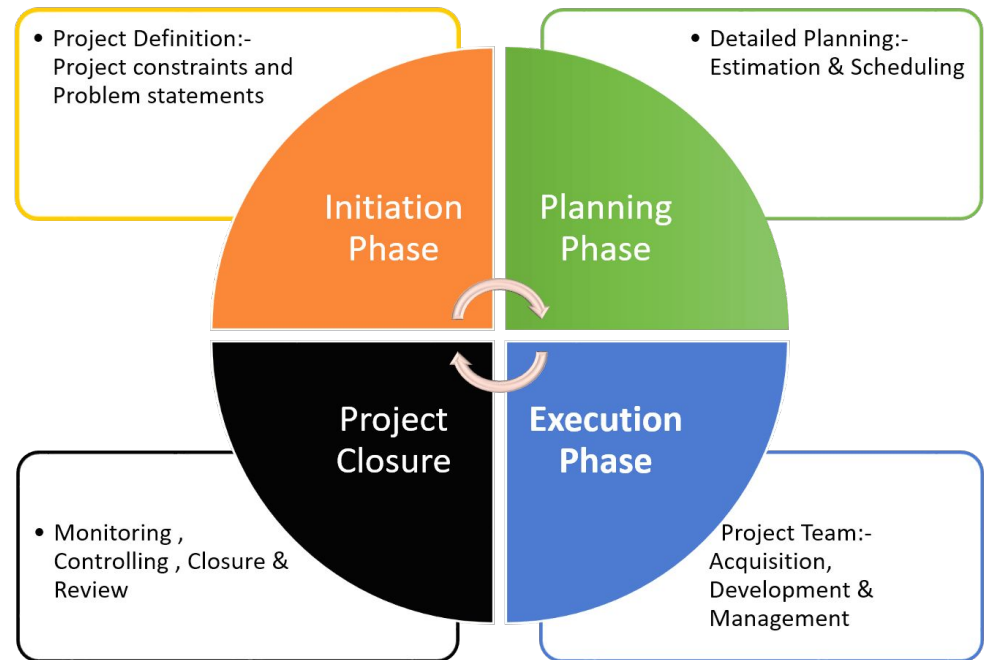 • Project Definition:-
Project constraints and
Problem statements
• Detailed Planning:-
Estimation & Scheduling
Initiation
Phase
Planning
Phase
Project
Closure
Execution
Phase
• Monitoring ,
Controlling , Closure &
Review
Project Team:-
Acquisition,
Development &
Management